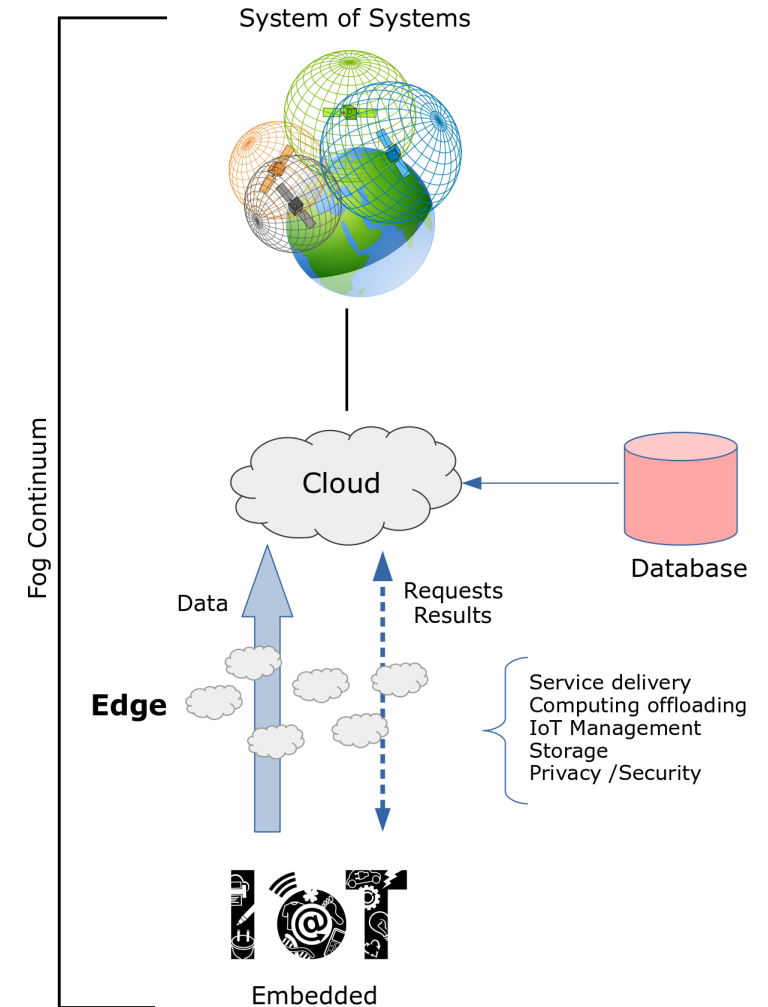 System of Systems
Fog Continuum
Cloud
Database
Data
Requests
Results
Edge
Service delivery
Computing offloading
IoT Management
Storage
Privacy /Security
IoT
@
Embedded